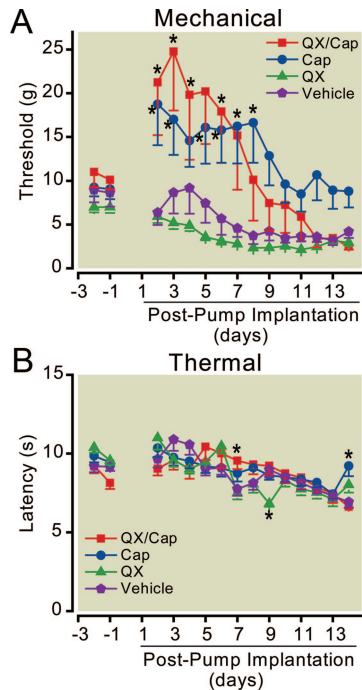 A
Mechanical
Threshold (g)
30
25
20
15
10
5
0
QX/Cap
Cap
QX
Vehicle
* * * * * * * * * * *
-3 -1 1 3 5 7 9 11 13
Post-Pump Implantation
(days)
B
Thermal
Latency (s)
15
10
5
0
* * *
QX/Cap
Cap
QX
Vehicle
-3 -1 1 3 5 7 9 11 13
Post-Pump Implantation
(days)